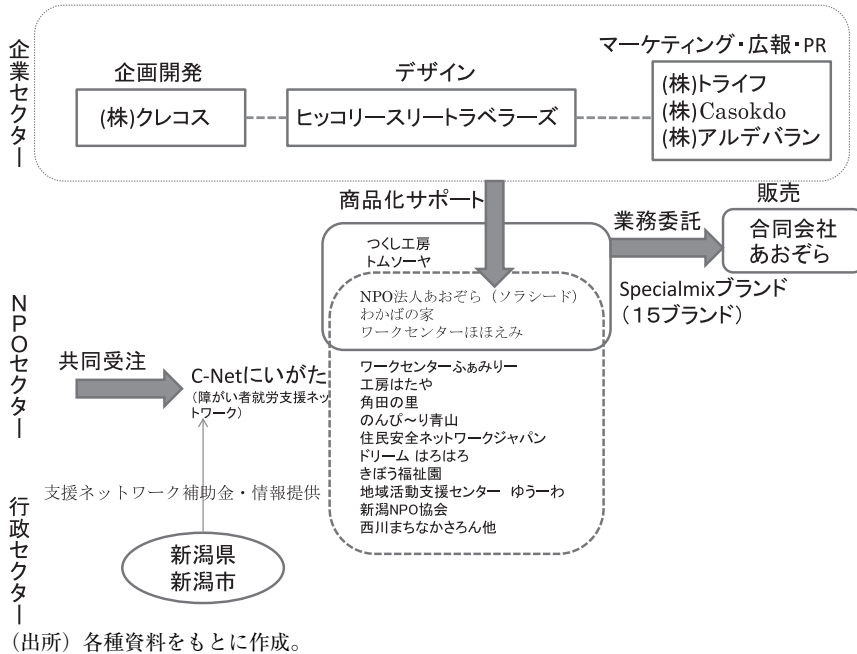 企業セクター
企画開発
(株)クレコス
デザイン
ヒッコリースリートラベラーズ
マーケティング・広報・PR
(株)トライフ
(株)Casokdo
(株)アルデバラン
商品化サポート
つくし工房
トムソーヤ
NPO法人あおぞら（ソラシード）
わかばの家
ワークセンターほほえみ
業務委託
販売
合同会社
あおぞら
Specialmixブランド
（１５ブランド）
NPOセクター
共同受注
C-Netにいがた
（障がい者就労支援ネッ
トワーク）
ワークセンターふぁみりー
工房はたや
角田の里
のんぴ～り青山
住民安全ネットワークジャパン
ドリーム はろはろ
きぼう福祉園
地域活動支援センター ゆうーわ
新潟NPO協会
西川まちなかさろん他
支援ネットワーク補助金・情報提供
行政セクター
新潟県
新潟市
（出所）各種資料をもとに作成。